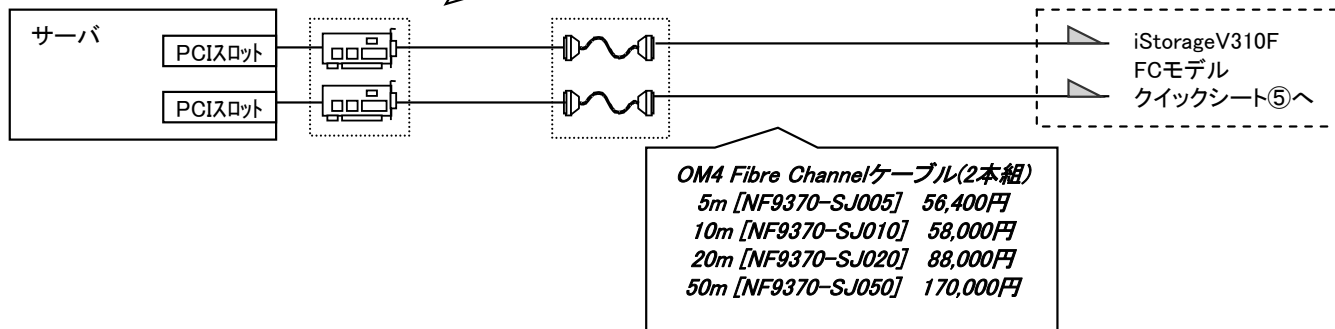 サーバ
PCIスロット
PCIスロット
iStorageV310F
FCモデル
クイックシート⑤へ
OM4 Fibre Channelケーブル(2本組)
5m [NF9370-SJ005] 56,400円
10m [NF9370-SJ010] 58,000円
20m [NF9370-SJ020] 88,000円
50m [NF9370-SJ050] 170,000円